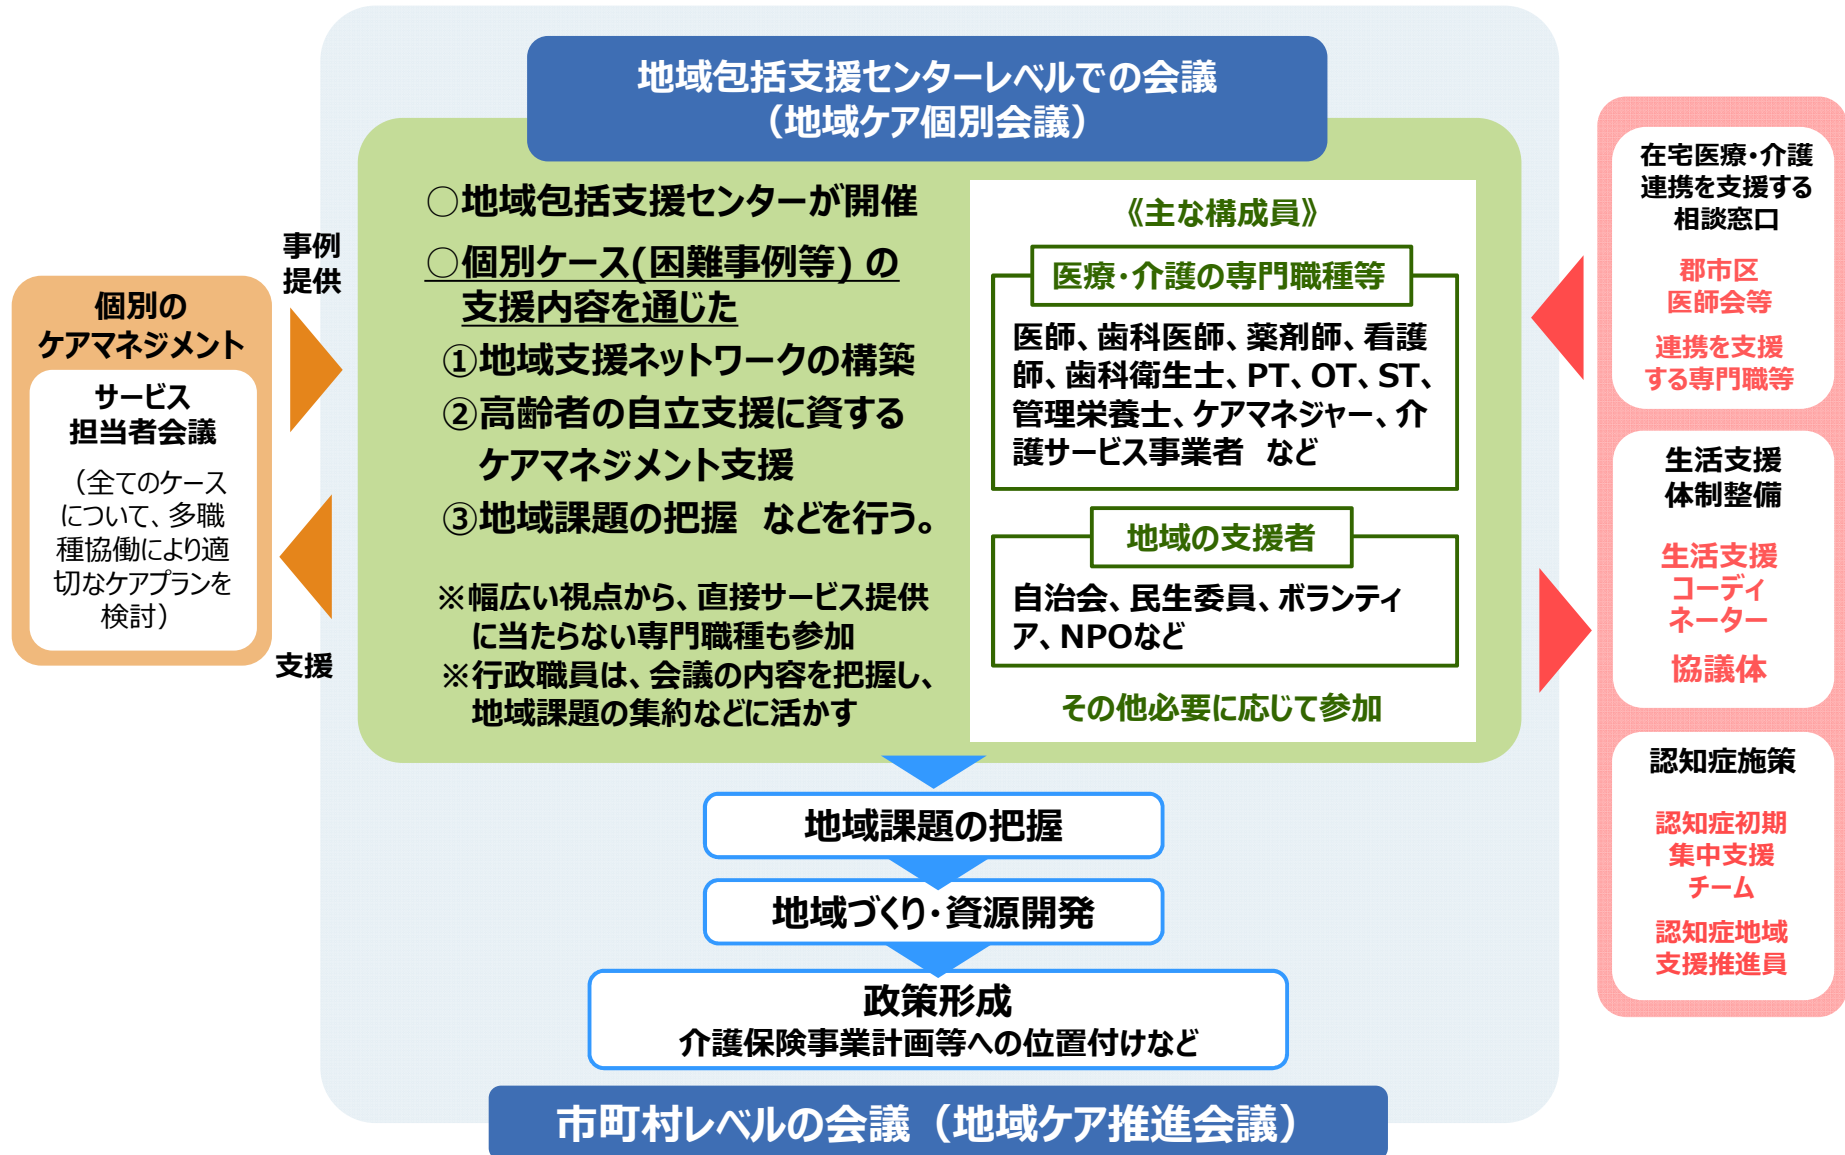 地域包括支援センターレベルでの会議
（地域ケア個別会議）
事例
提供
個別の
ケアマネジメント
サービス
担当者会議
（全てのケース
について、多職
種協働により適
切なケアプランを
検討）
支援
○地域包括支援センターが開催
○個別ケース(困難事例等) の
支援内容を通じた
①地域支援ネットワークの構築
②高齢者の自立支援に資する
ケアマネジメント支援
③地域課題の把握　などを行う。
※幅広い視点から、直接サービス提供
に当たらない専門職種も参加
※行政職員は、会議の内容を把握し、
地域課題の集約などに活かす
《主な構成員》
医療・介護の専門職種等
医師、歯科医師、薬剤師、看護
師、歯科衛生士、PT、OT、ST、
管理栄養士、ケアマネジャー、介
護サービス事業者　など
地域の支援者
自治会、民生委員、ボランティ
ア、NPOなど
その他必要に応じて参加
在宅医療・介護
連携を支援する
相談窓口
郡市区
医師会等
連携を支援
する専門職等
生活支援
体制整備
生活支援
コーディ
ネーター
協議体
認知症施策
認知症初期
集中支援
チーム
認知症地域
支援推進員
地域課題の把握
地域づくり・資源開発
政策形成
介護保険事業計画等への位置付けなど
市町村レベルの会議（地域ケア推進会議）